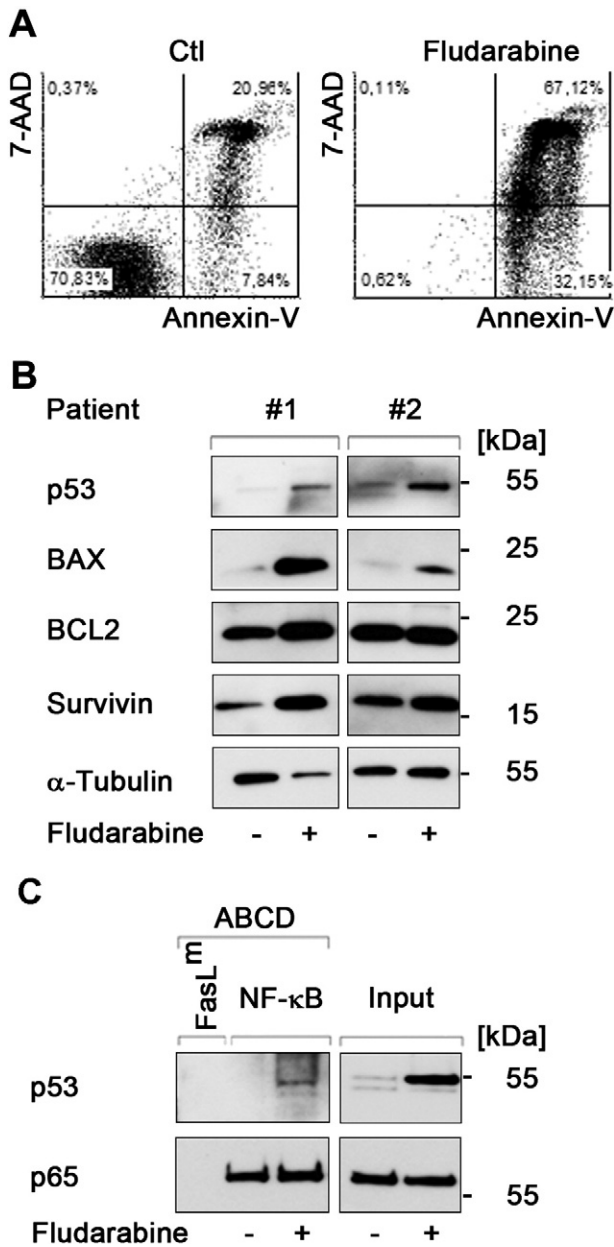 A
Ctl
Fludarabine
7-AAD
0,37%
20,96%
70,83%
7,84%
Annexin-V
7-AAD
0,11%
67,12%
0,62%
32,15%
Annexin-V
B
Patient #1 #2 [kDa]
p53 55
BAX 25
BCL2 25
Survivin 15
α-Tubulin 55
Fludarabine - + - +
C
ABCD
FasL m NF-κB Input [kDa]
p53 55
p65 55
Fludarabine - + - +